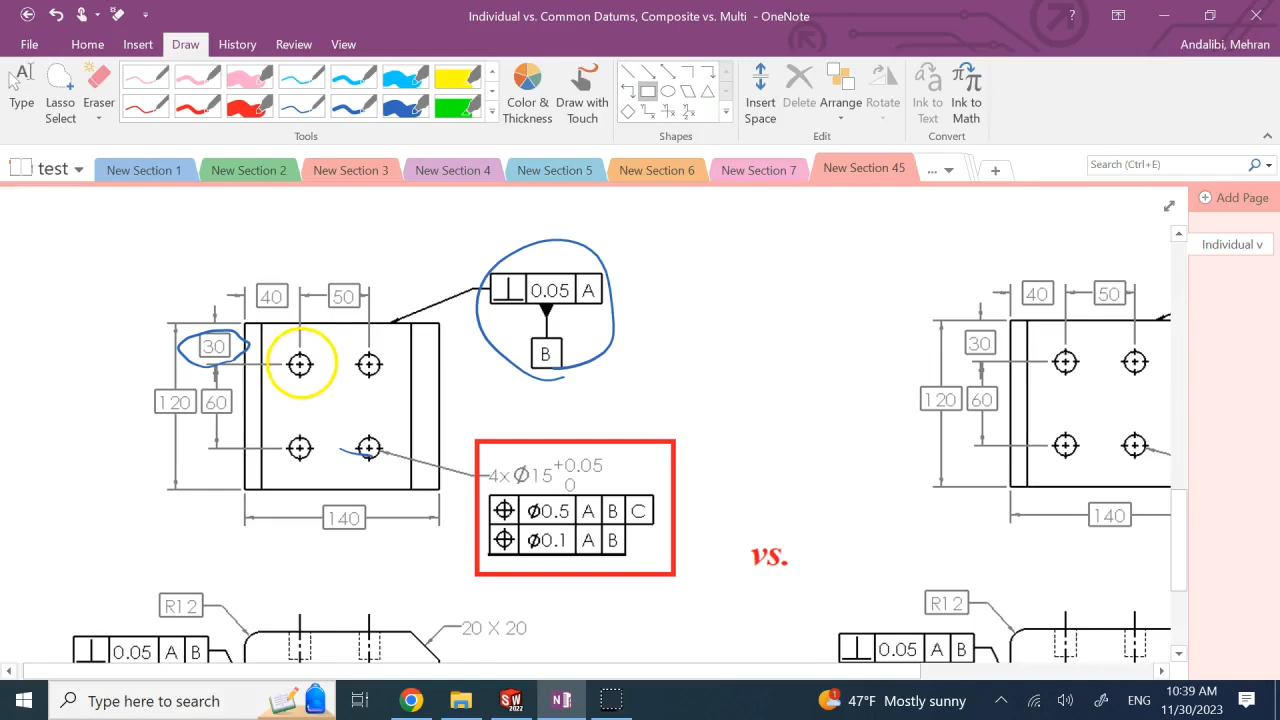 Individual vs. Common Datums, Composite vs. Multi - OneNote
?
File Home Insert Draw History Review View
Andalibi, Mehran
Type
Lasso Select
Eraser
Color & Thickness
Draw with Touch
Insert Space
Delete
Arrange
Rotate
Ink to Text
Ink to Math
Tools
Shapes
Edit
Convert
test
New Section 1
New Section 2
New Section 3
New Section 4
New Section 5
New Section 6
New Section 7
New Section 45
...
Search (Ctrl+E)
Add Page
Individual v
40
50
⊥ 0.05 A
B
30
120
60
140
4x Ø15 +0.05
0
⌖ Ø0.5 A B C
⌖ Ø0.1 A B
vs.
40
50
30
120
60
140
R12
20 X 20
⊥ 0.05 A B
R12
⊥ 0.05 A B
Type here to search
SW
2022
N
47°F Mostly sunny
ENG
10:39 AM
11/30/2023